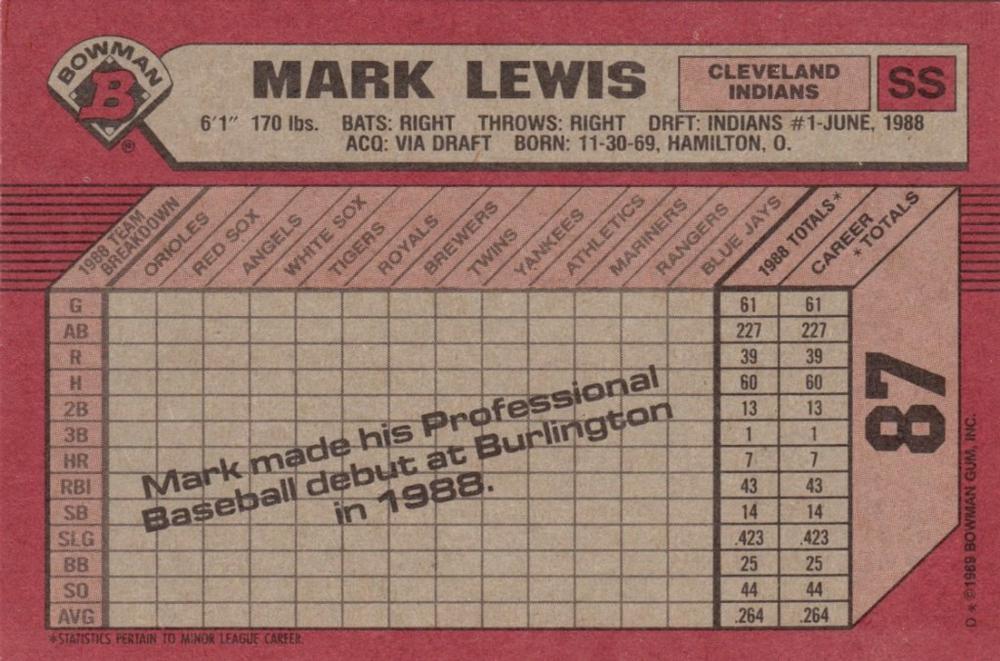 BOWMAN
B
®
MARK LEWIS
CLEVELAND
INDIANS
SS
6'1" 170 lbs. BATS: RIGHT THROWS: RIGHT DRFT: INDIANS #1-JUNE, 1988
ACQ: VIA DRAFT BORN: 11-30-69, HAMILTON, O.
1988 TEAM
BREAKDOWN
ORIOLES
RED SOX
ANGELS
WHITE SOX
TIGERS
ROYALS
BREWERS
TWINS
YANKEES
ATHLETICS
MARINERS
RANGERS
BLUE JAYS
1988 TOTALS*
CAREER
* TOTALS
G 61 61
AB 227 227
R 39 39
H 60 60
2B 13 13
3B 1 1
HR 7 7
RBI 43 43
SB 14 14
SLG .423 .423
BB 25 25
SO 44 44
AVG .264 .264
Mark made his Professional
Baseball debut at Burlington
in 1988.
87
D * ©1989 BOWMAN GUM, INC.
*STATISTICS PERTAIN TO MINOR LEAGUE CAREER.